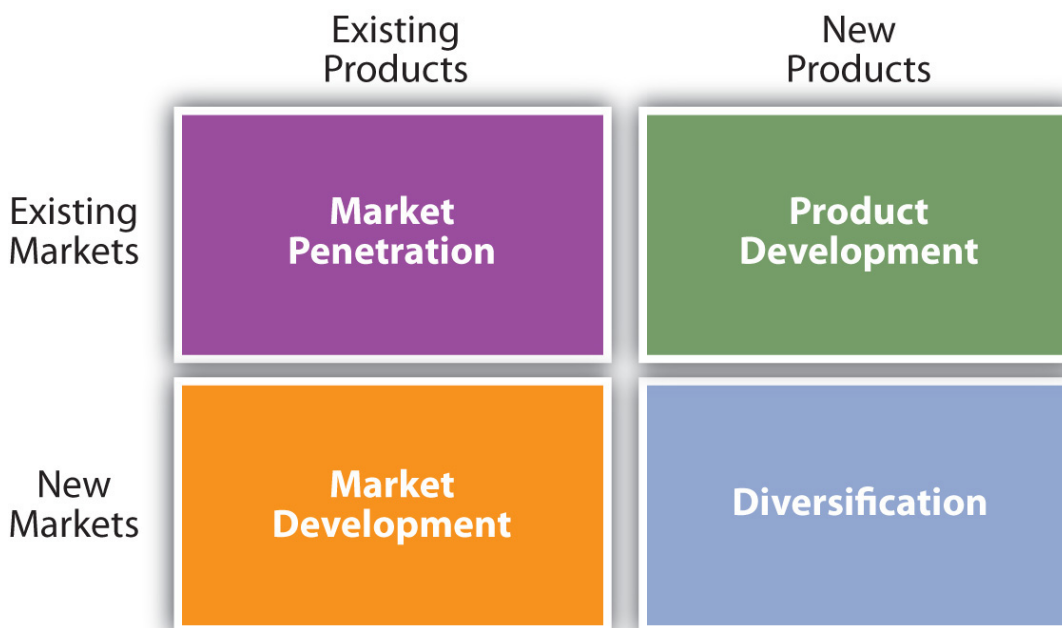 Existing
Products
New
Products
Existing
Markets
Market
Penetration
Product
Development
New
Markets
Market
Development
Diversification